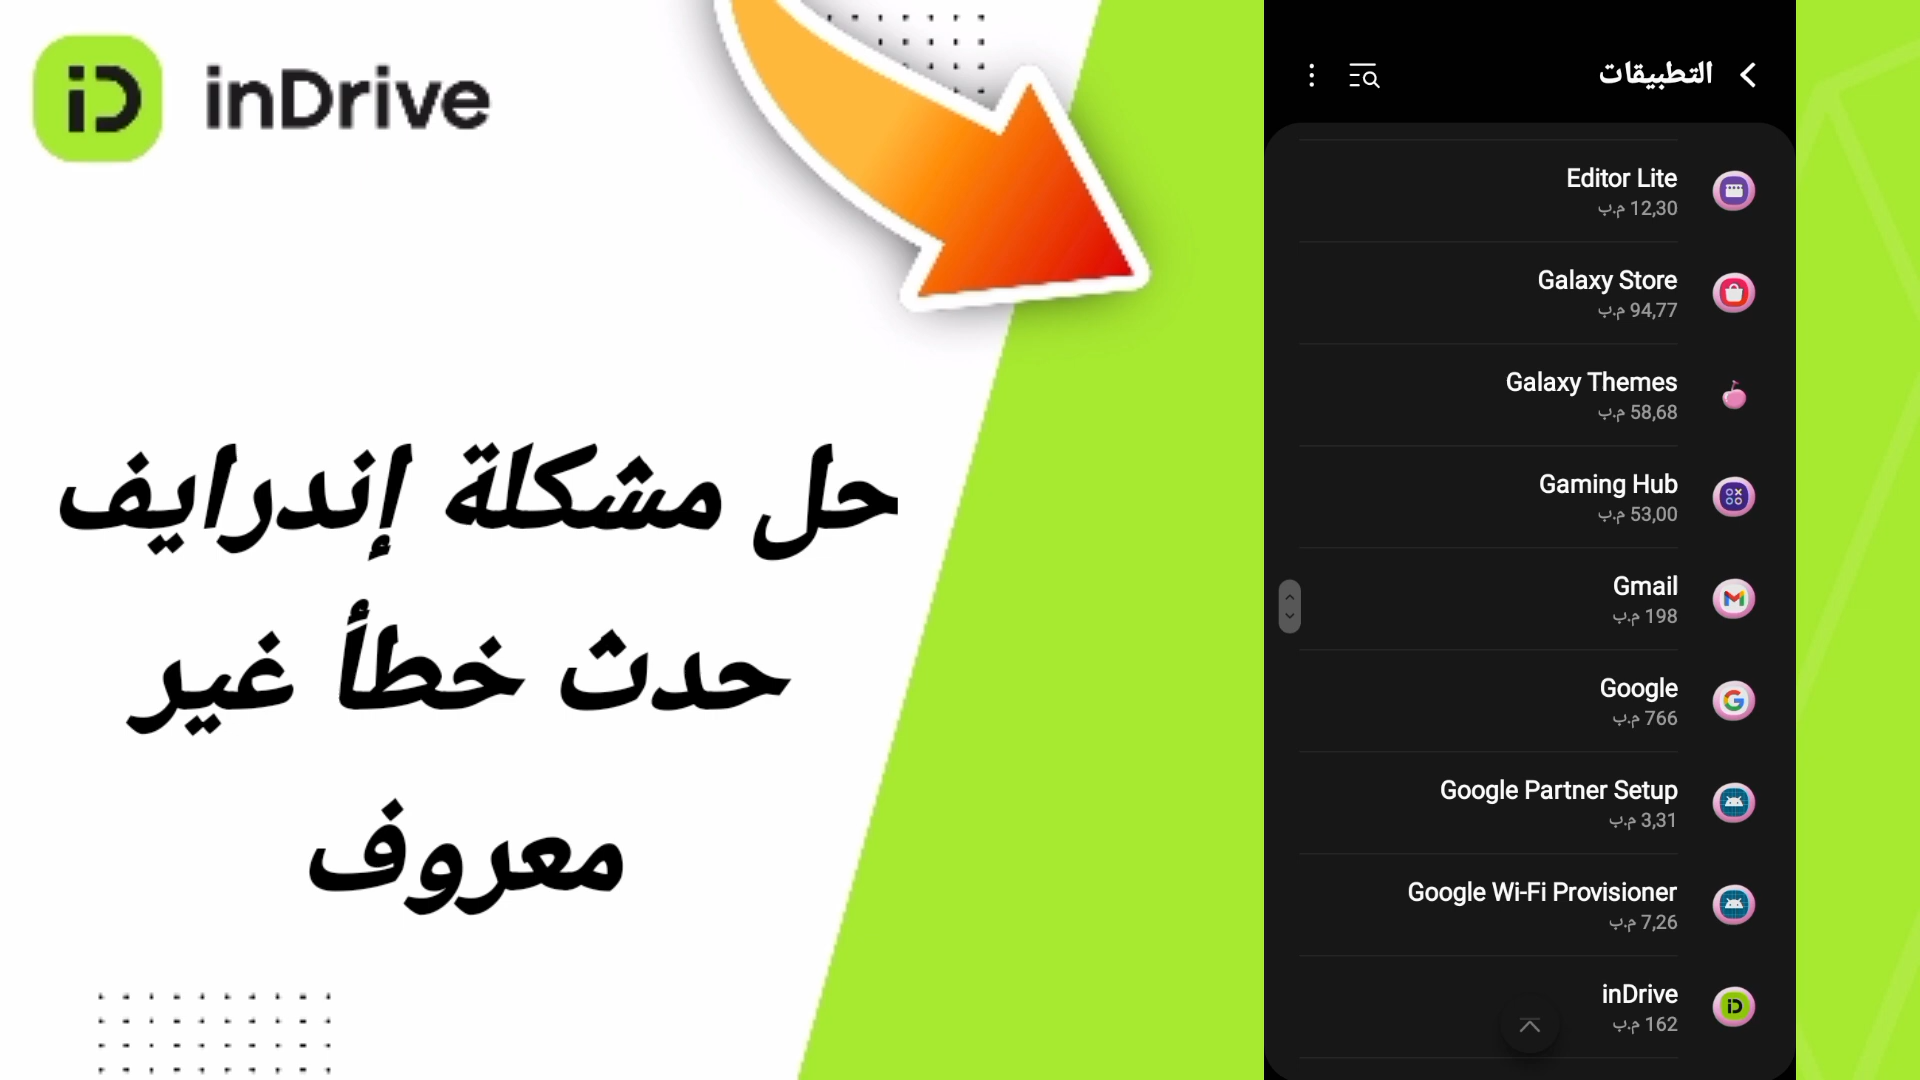 inDrive
حل مشكلة إندرايف
حدث خطأ غير
معروف
التطبيقات
Editor Lite
12,30 م.ب
Galaxy Store
94,77 م.ب
Galaxy Themes
58,68 م.ب
Gaming Hub
53,00 م.ب
Gmail
198 م.ب
Google
766 م.ب
Google Partner Setup
3,31 م.ب
Google Wi-Fi Provisioner
7,26 م.ب
inDrive
162 م.ب